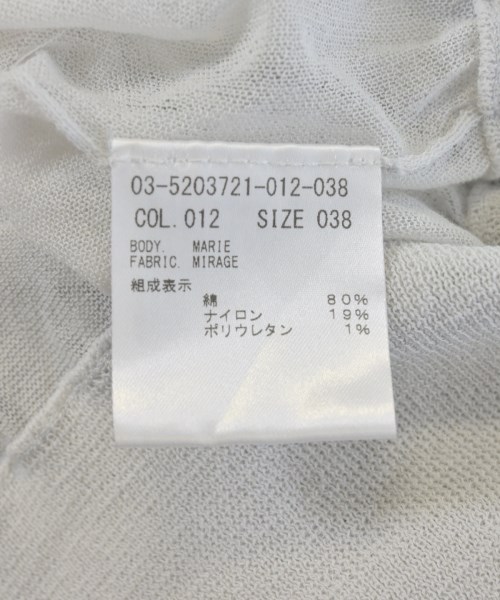 03-5203721-012-038
COL. 012 SIZE 038
BODY. MARIE
FABRIC. MIRAGE
組成表示
綿 80%
ナイロン 19%
ポリウレタン 1%